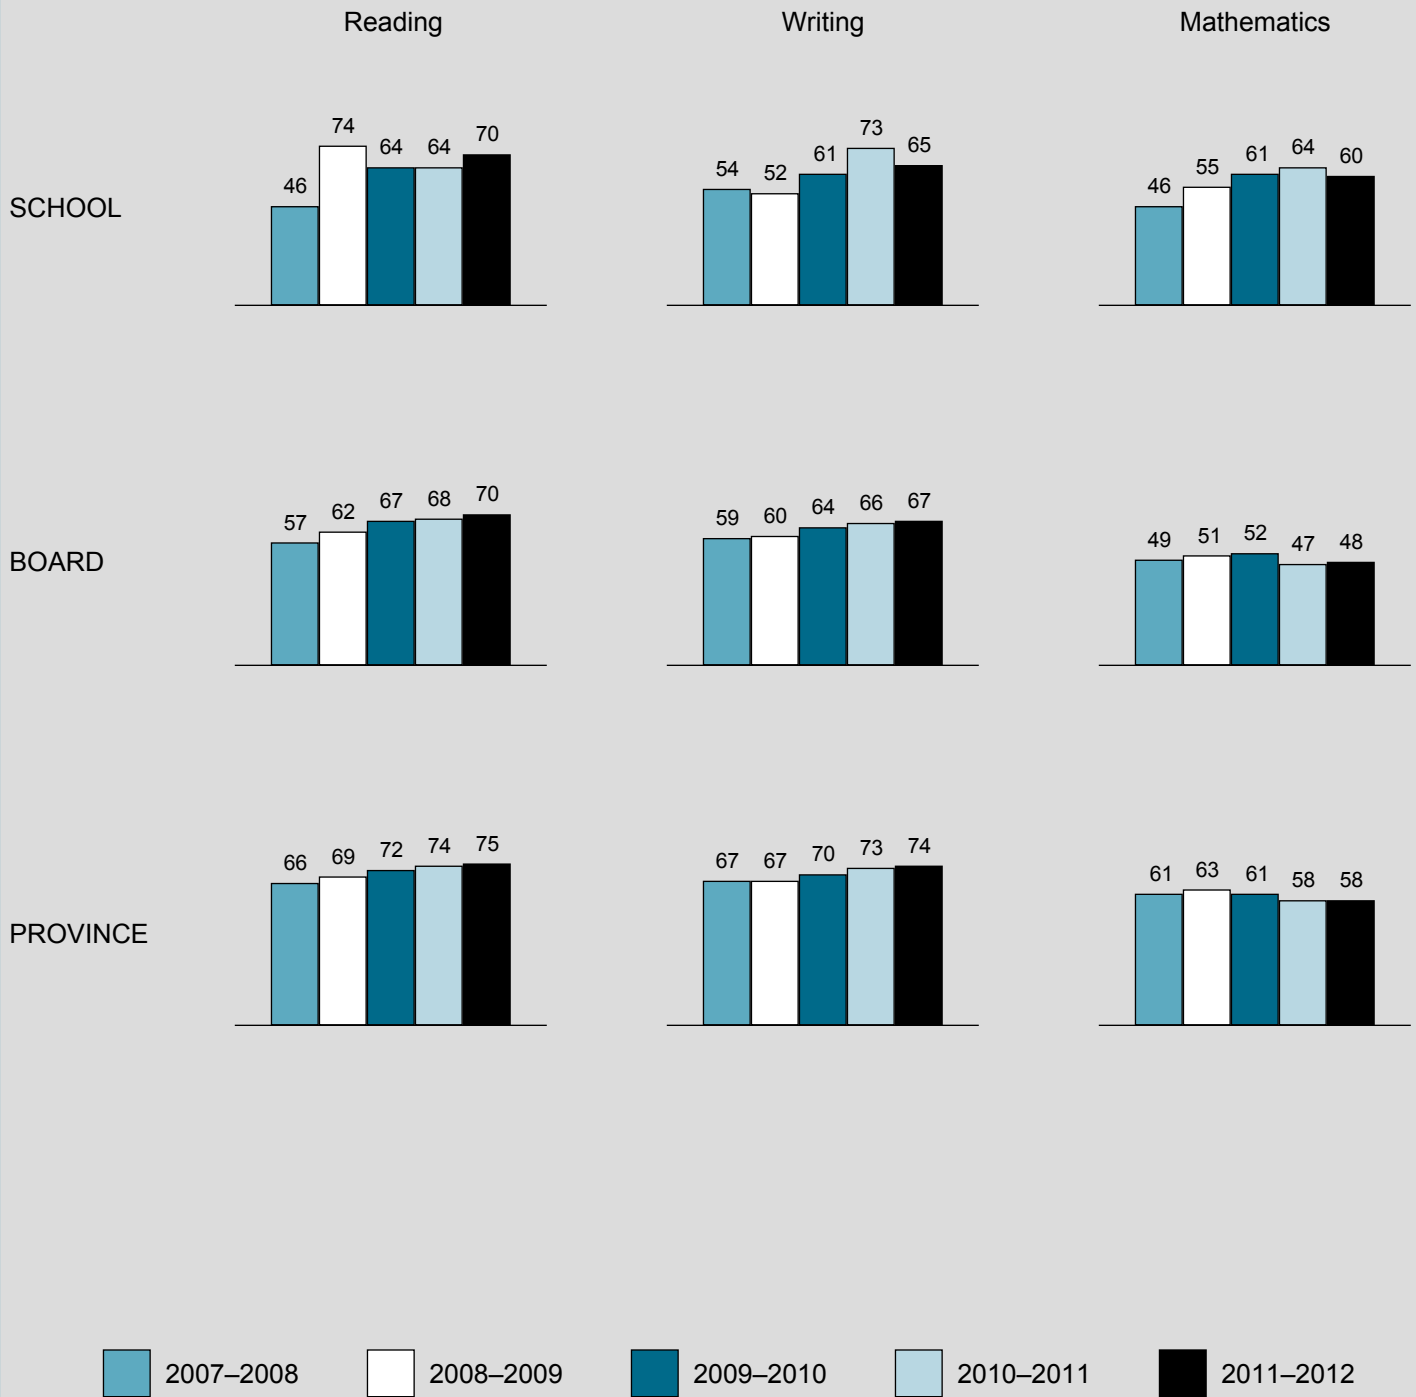 Reading Writing Mathematics
SCHOOL
46 74 64 64 70
54 52 61 73 65
46 55 61 64 60
BOARD
57 62 67 68 70
59 60 64 66 67
49 51 52 47 48
PROVINCE
66 69 72 74 75
67 67 70 73 74
61 63 61 58 58
2007–2008 2008–2009 2009–2010 2010–2011 2011–2012